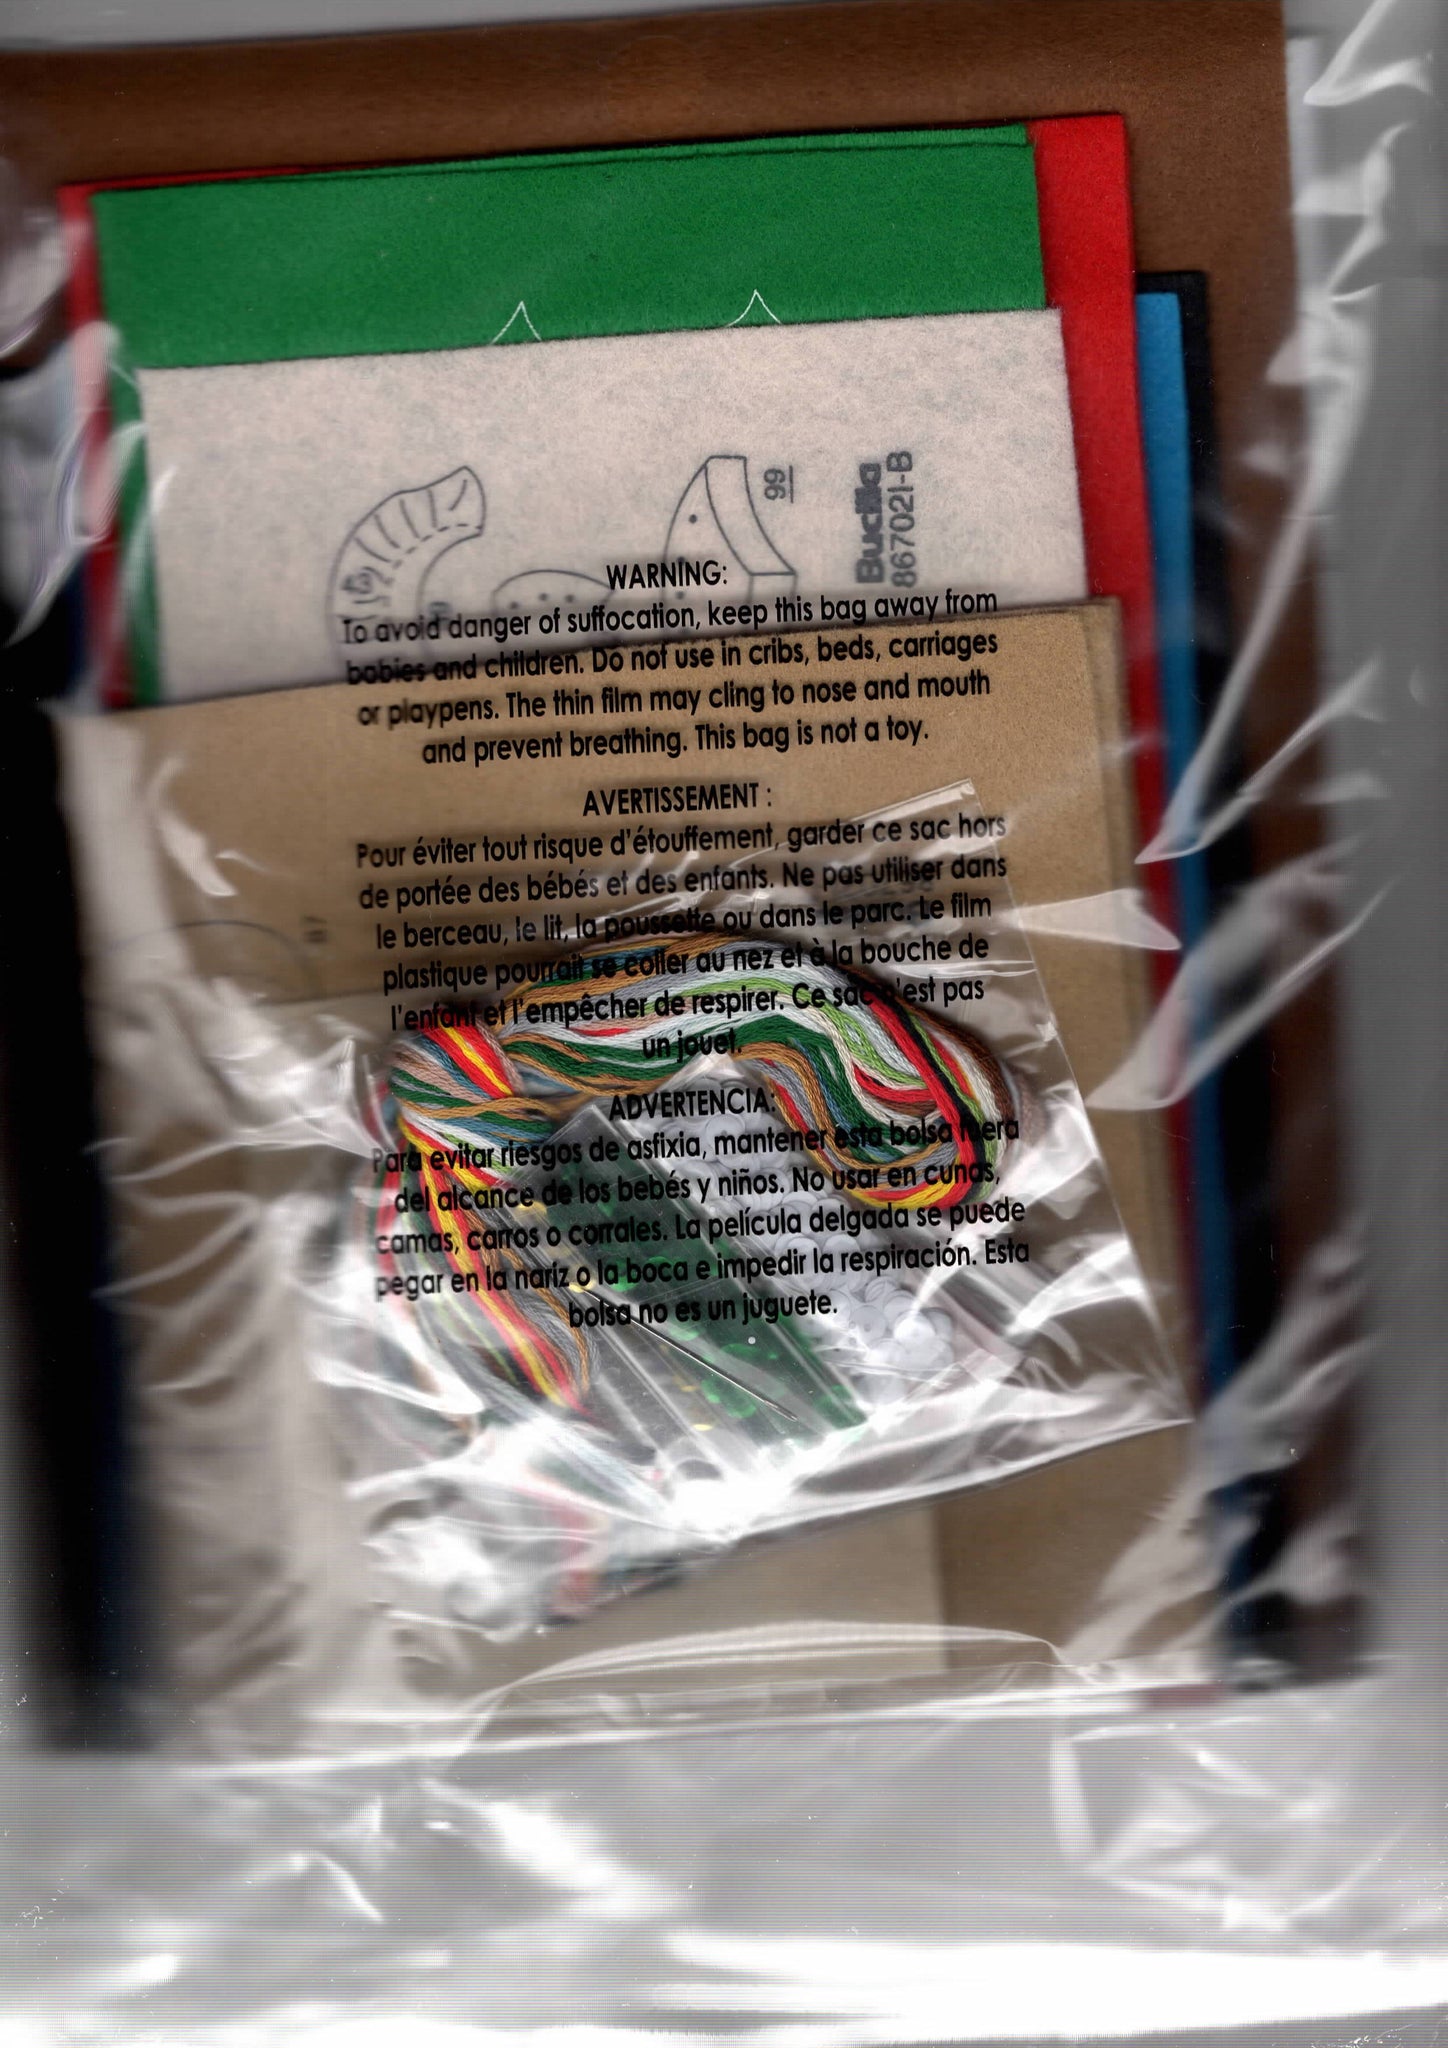 99
Bucilla
86702I-B
WARNING:
To avoid danger of suffocation, keep this bag away from
babies and children. Do not use in cribs, beds, carriages
or playpens. The thin film may cling to nose and mouth
and prevent breathing. This bag is not a toy.
AVERTISSEMENT :
Pour éviter tout risque d'étouffement, garder ce sac hors
de portée des bébés et des enfants. Ne pas utiliser dans
le berceau, le lit, la poussette ou dans le parc. Le film
plastique pourrait se coller au nez et à la bouche de
l'enfant et l'empêcher de respirer. Ce sac n'est pas
un jouet.
87
ADVERTENCIA:
Para evitar riesgos de asfixia, mantener esta bolsa fuera
del alcance de los bebés y niños. No usar en cunas,
camas, carros o corrales. La película delgada se puede
pegar en la nariz o la boca e impedir la respiración. Esta
bolsa no es un juguete.